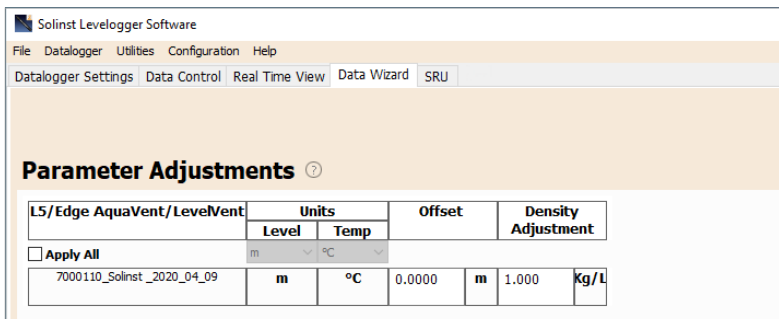 Solinst Levelogger Software
File Datalogger Utilities Configuration Help
Datalogger Settings Data Control Real Time View Data Wizard SRU
Parameter Adjustments ?
L5/Edge AquaVent/LevelVent Units Offset Density
Level Temp Adjustment
Apply All m °C
7000110_Solinst _2020_04_09 m °C 0.0000 m 1.000 Kg/L